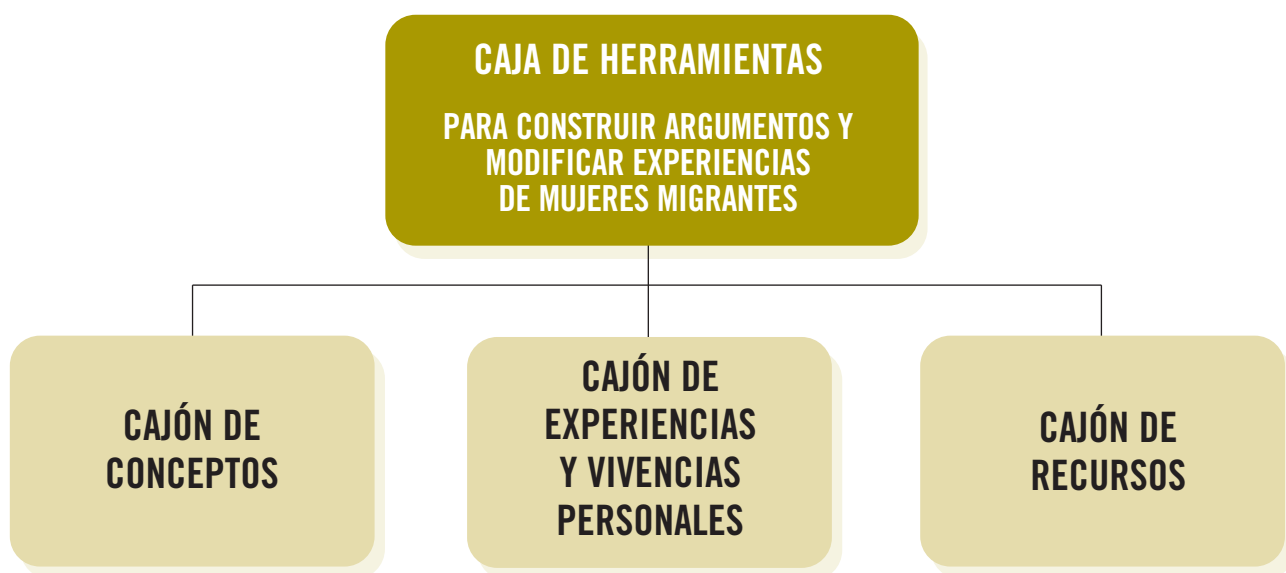 CAJA DE HERRAMIENTAS
PARA CONSTRUIR ARGUMENTOS Y
MODIFICAR EXPERIENCIAS
DE MUJERES MIGRANTES
CAJÓN DE
CONCEPTOS
CAJÓN DE
EXPERIENCIAS
Y VIVENCIAS
PERSONALES
CAJÓN DE
RECURSOS